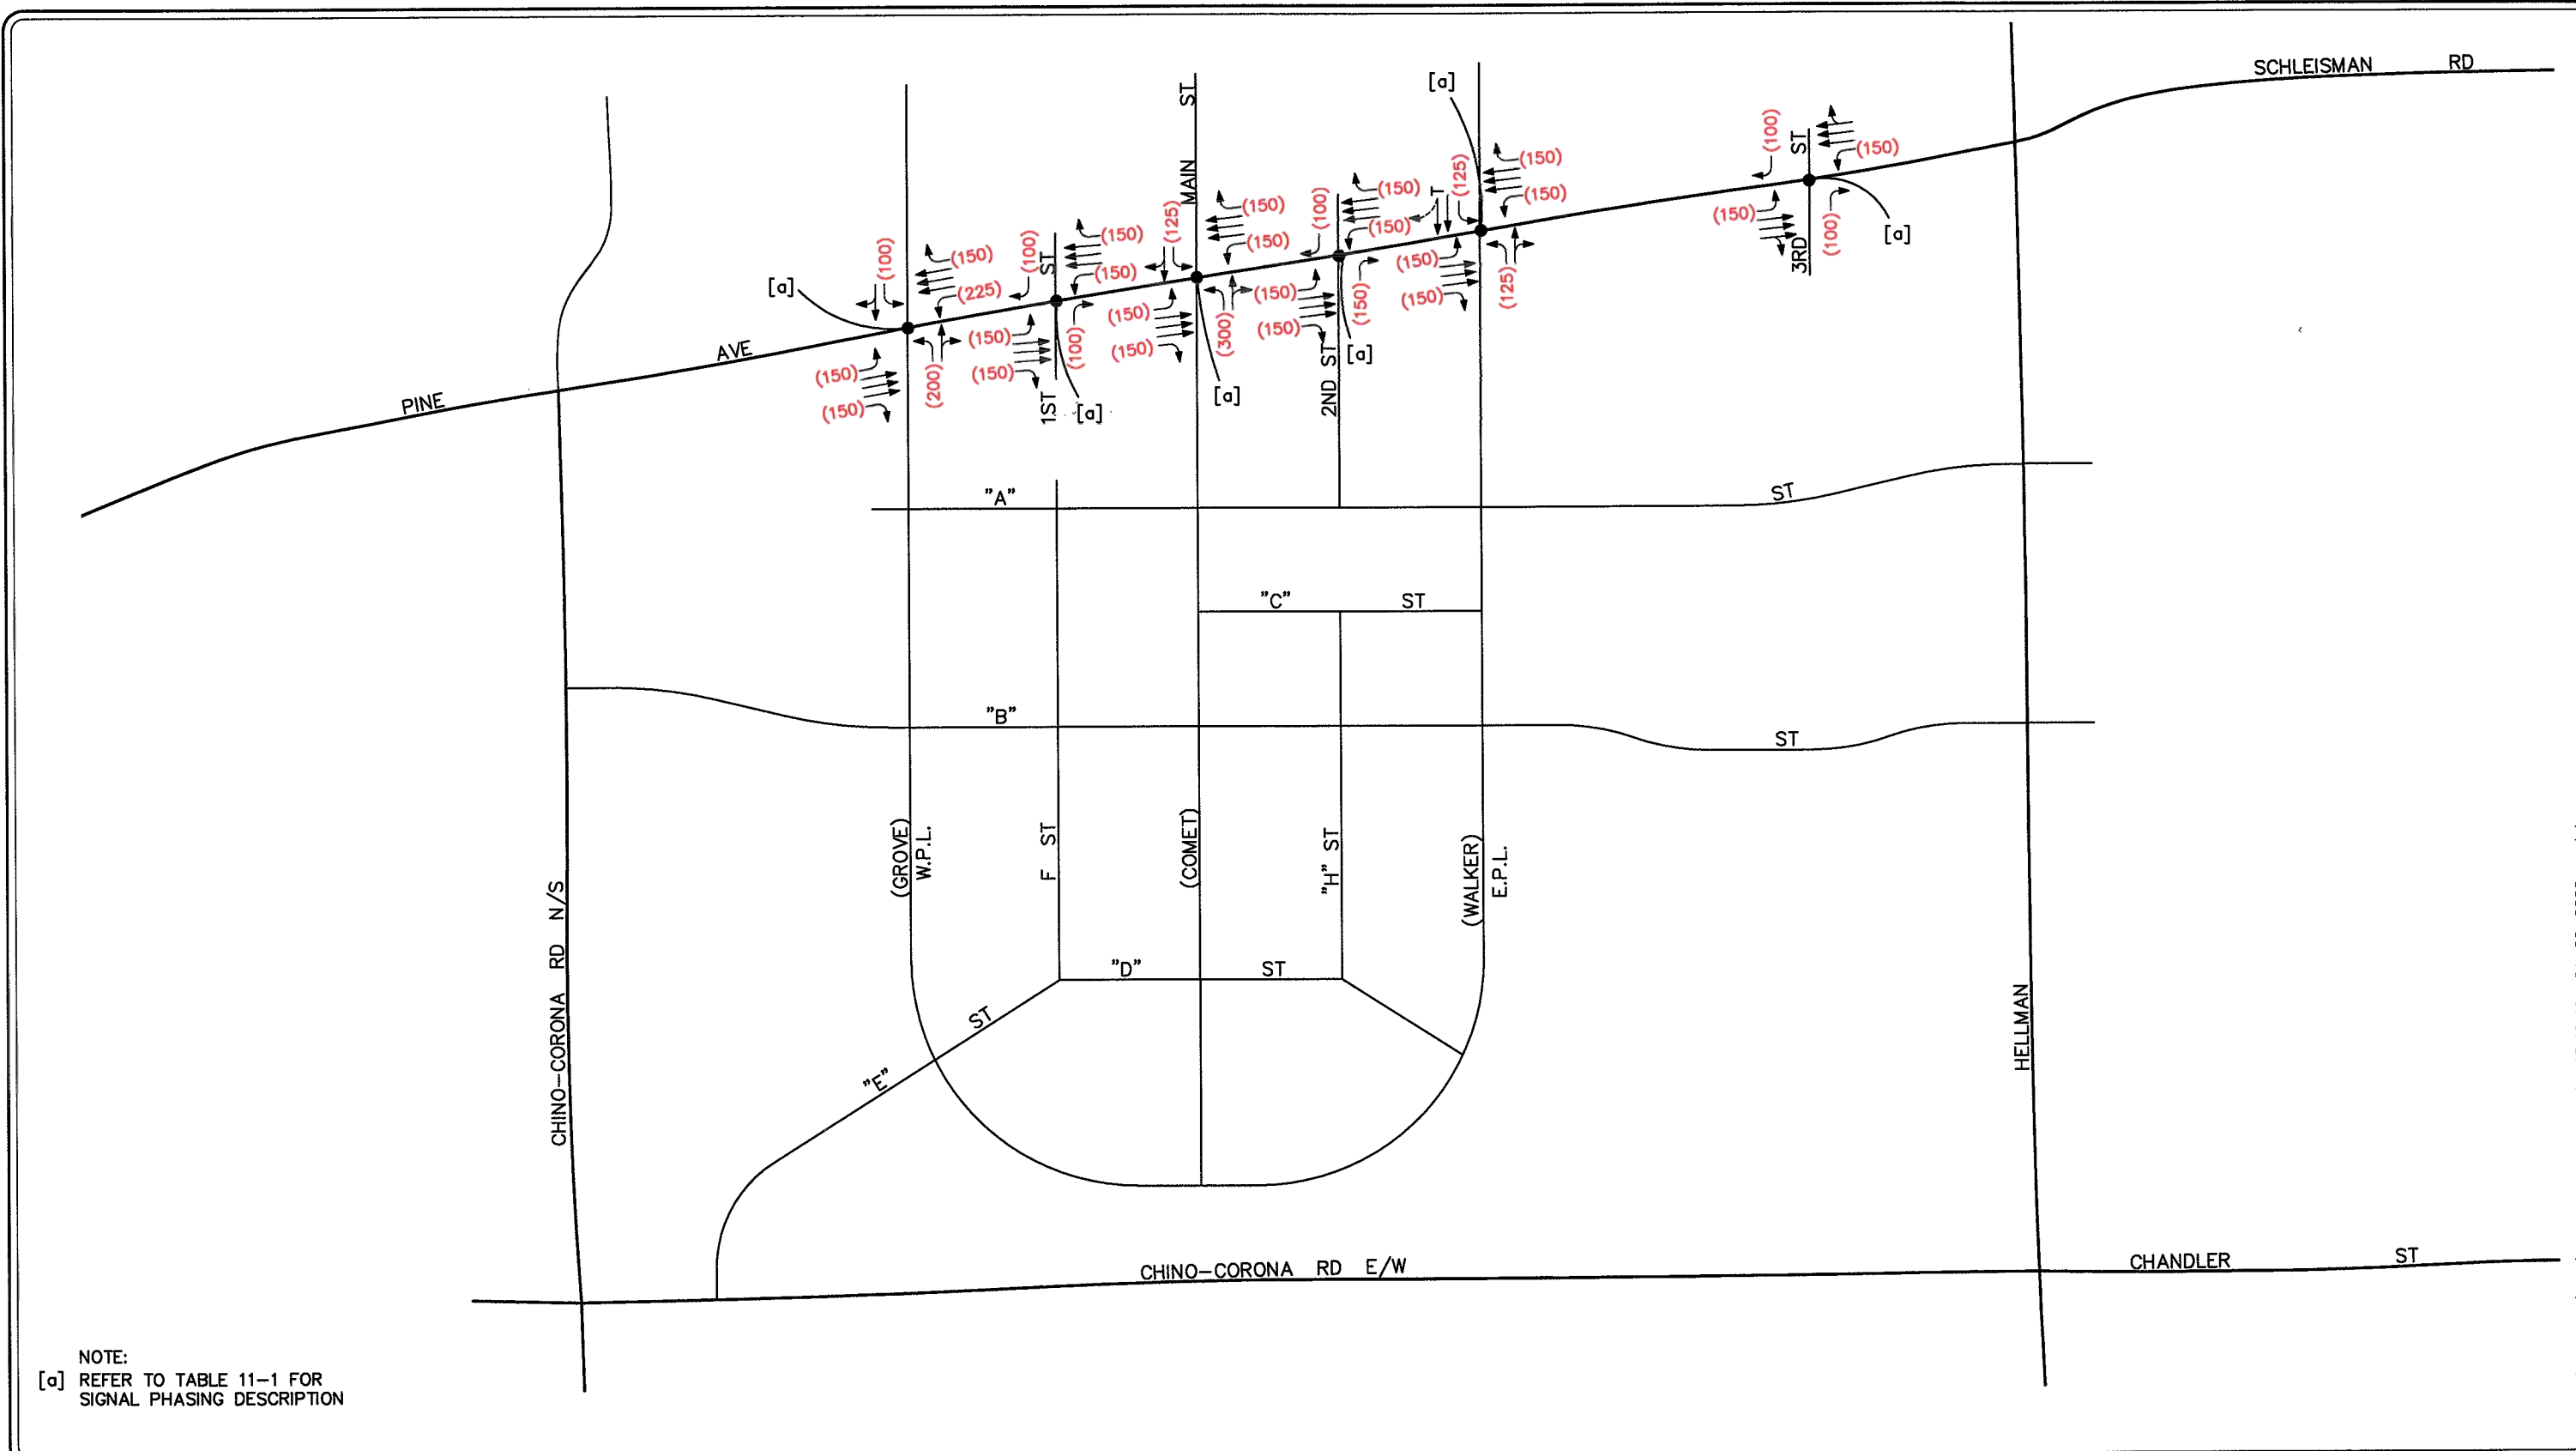 SCHLEISMAN RD
[a]
MAIN ST
(100)
3RD ST
(150)
(150)
(100)
[a]
(125)
(150)
(150)
T
(150)
(150)
(125)
(100)
(150)
(150)
(150)
(150)
(150)
2ND ST
[a]
(125)
(150)
(150)
(150)
(150)
(300)
[a]
(100)
(150)
(150)
(150)
(150)
(100)
1ST ST
[a]
[a]
(100)
(150)
(225)
(150)
(150)
(200)
PINE AVE
"A" ST
"C" ST
"B" ST
(GROVE)
W.P.L.
F ST
(COMET)
"H" ST
(WALKER)
E.P.L.
CHINO-CORONA RD N/S
"D" ST
"E" ST
HELLMAN
CHINO-CORONA RD E/W
CHANDLER ST
NOTE:
[a] REFER TO TABLE 11-1 FOR
SIGNAL PHASING DESCRIPTION